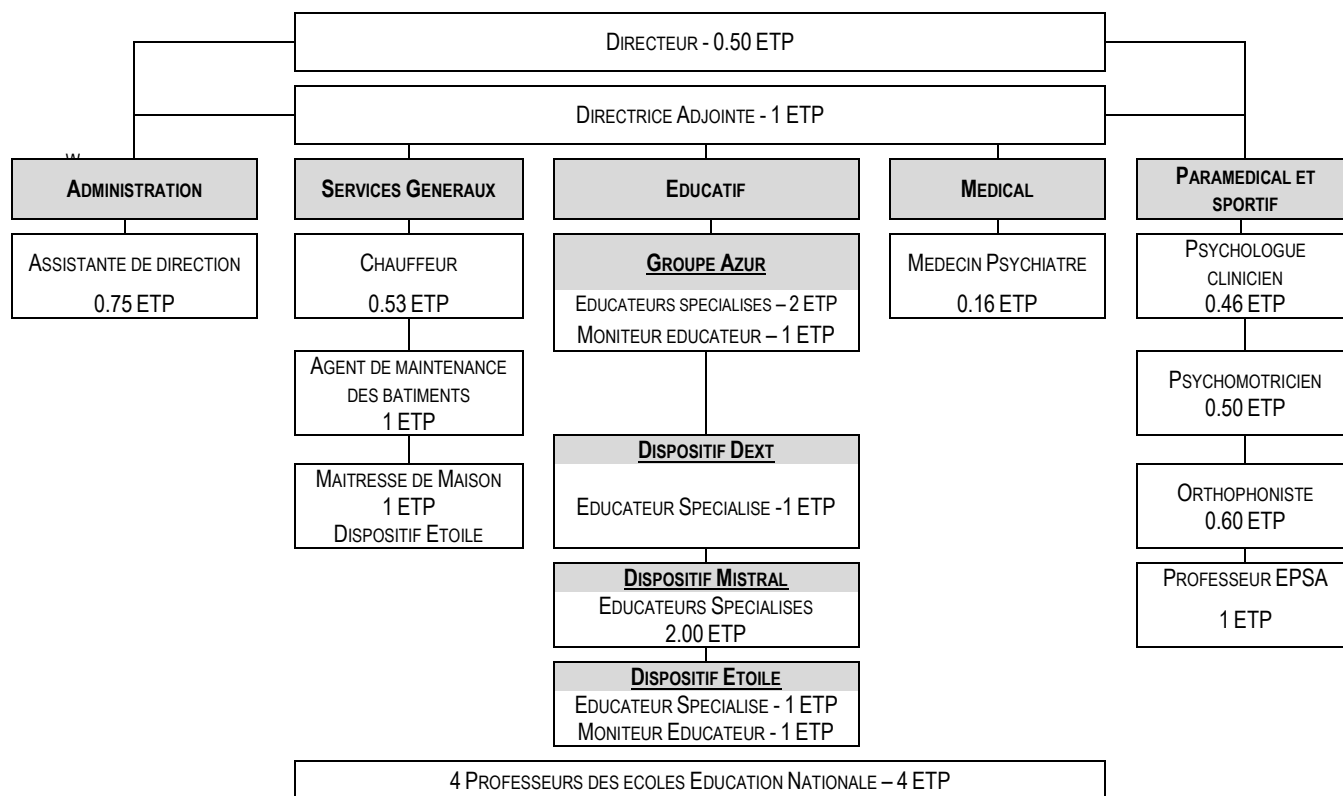 DIRECTEUR - 0.50 ETP
DIRECTRICE ADJOINTE - 1 ETP
W
ADMINISTRATION
ASSISTANTE DE DIRECTION
0.75 ETP
SERVICES GENERAUX
CHAUFFEUR
0.53 ETP
AGENT DE MAINTENANCE
DES BATIMENTS
1 ETP
MAITRESSE DE MAISON
1 ETP
DISPOSITIF ETOILE
EDUCATIF
GROUPE AZUR
EDUCATEURS SPECIALISES – 2 ETP
MONITEUR EDUCATEUR – 1 ETP
DISPOSITIF DEXT
EDUCATEUR SPECIALISE -1 ETP
DISPOSITIF MISTRAL
EDUCATEURS SPECIALISES
2.00 ETP
DISPOSITIF ETOILE
EDUCATEUR SPECIALISE - 1 ETP
MONITEUR EDUCATEUR - 1 ETP
MEDICAL
MEDECIN PSYCHIATRE
0.16 ETP
PARAMEDICAL ET
SPORTIF
PSYCHOLOGUE
CLINICIEN
0.46 ETP
PSYCHOMOTRICIEN
0.50 ETP
ORTHOPHONISTE
0.60 ETP
PROFESSEUR EPSA
1 ETP
4 PROFESSEURS DES ECOLES EDUCATION NATIONALE – 4 ETP